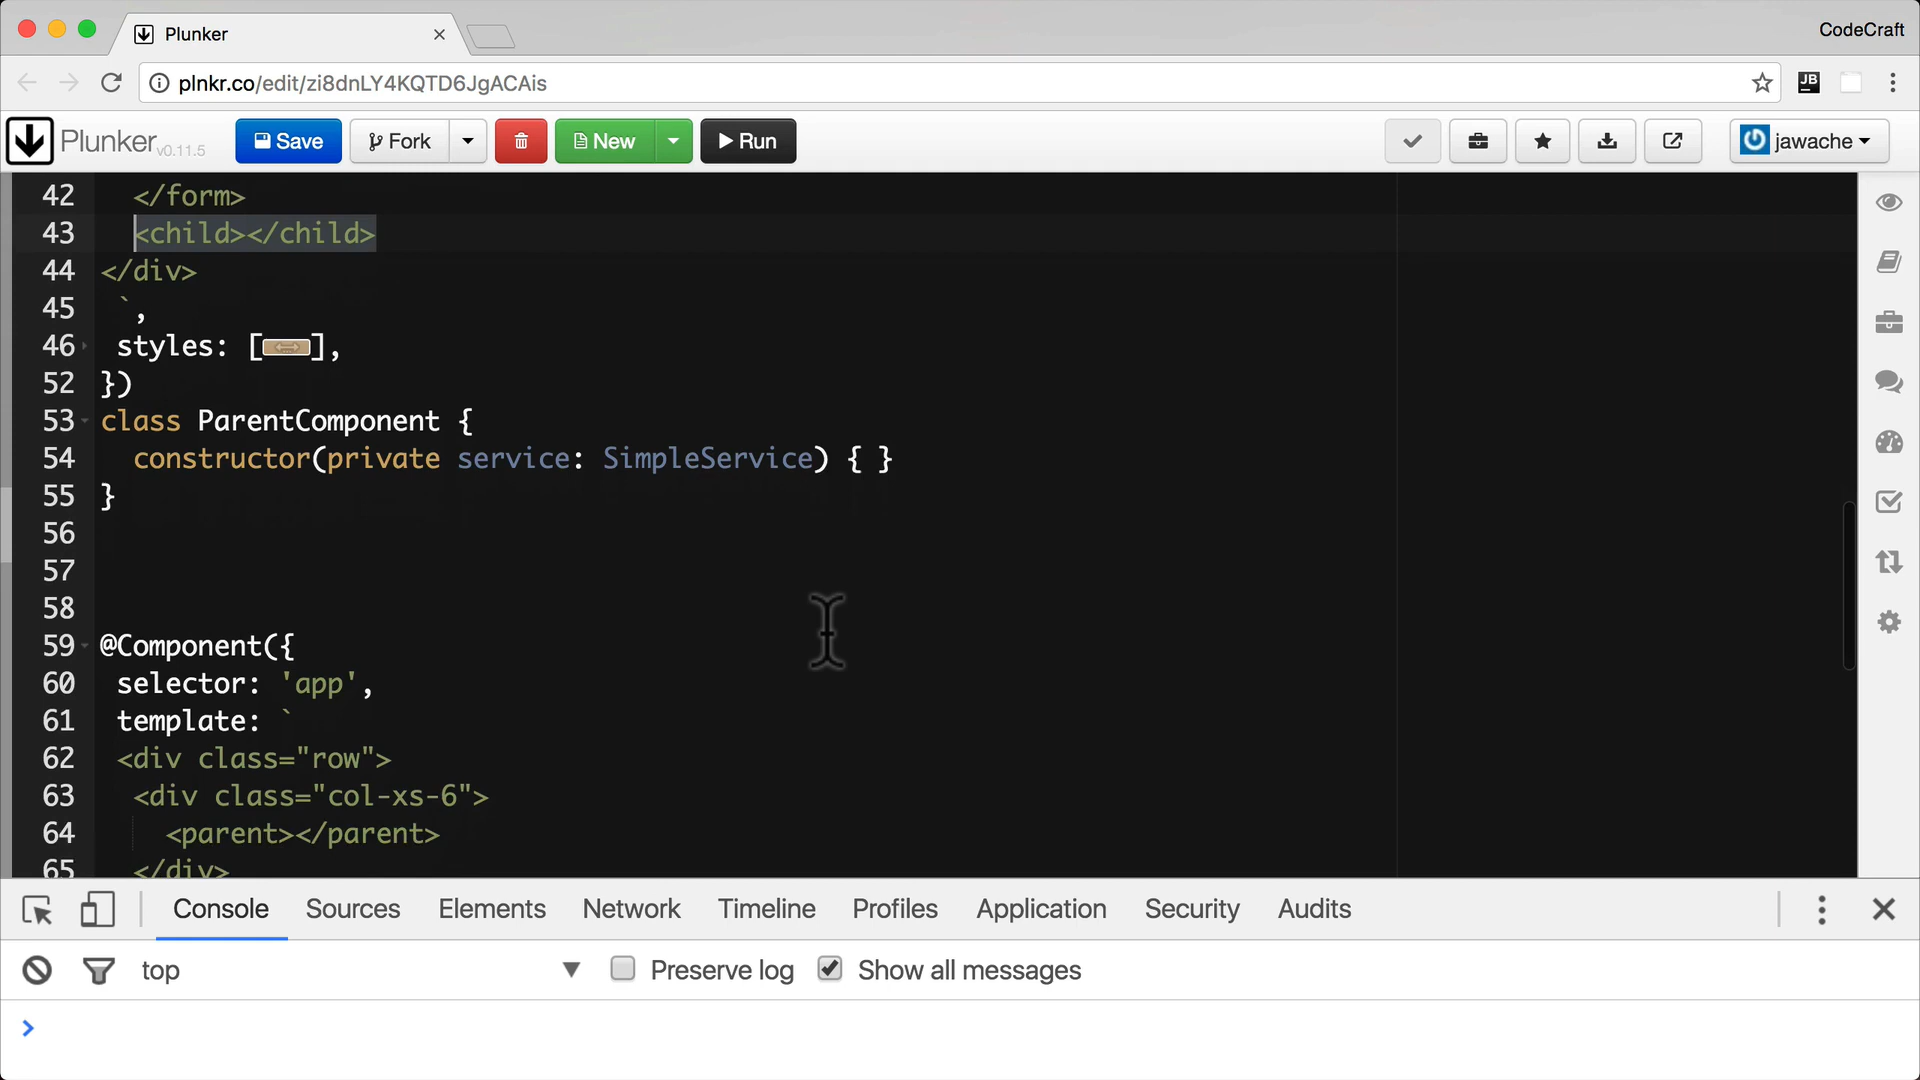 Plunker
CodeCraft
plnkr.co/edit/zi8dnLY4KQTD6JgACAis
JB
Plunker v0.11.5
Save
Fork
New
Run
jawache
42 </form>
43 <child></child>
44 </div>
45 `,
46 styles: [],
52 })
53 class ParentComponent {
54 constructor(private service: SimpleService) { }
55 }
56
57
58
59 @Component({
60 selector: 'app',
61 template: `
62 <div class="row">
63 <div class="col-xs-6">
64 <parent></parent>
65 </div>
Console Sources Elements Network Timeline Profiles Application Security Audits
top Preserve log Show all messages